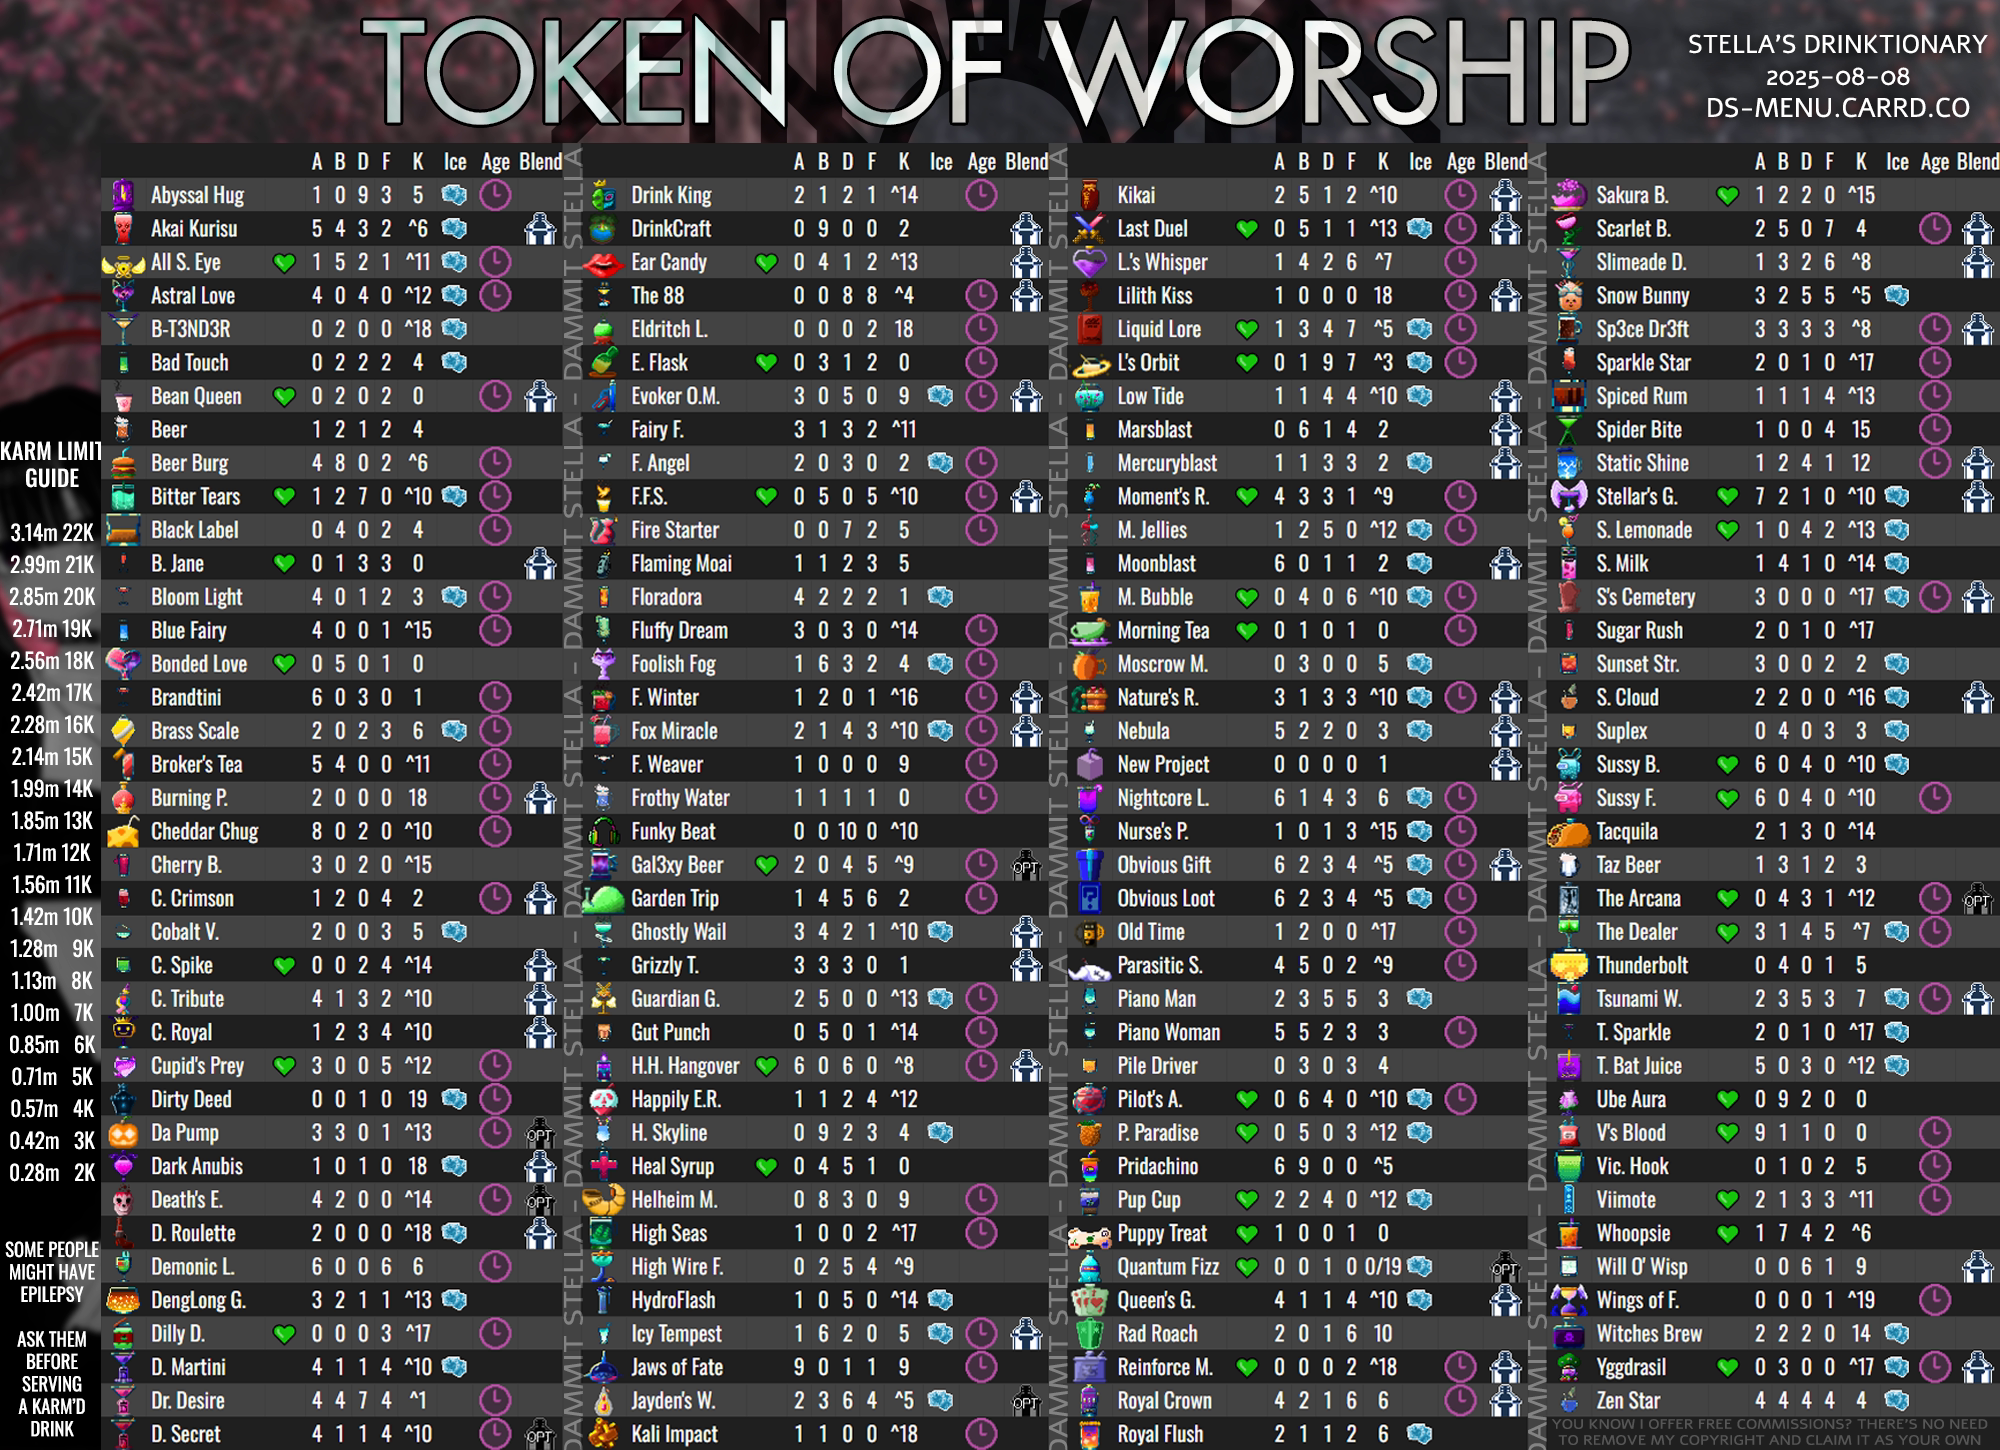 TOKEN OF WORSHIP
STELLA'S DRINKTIONARY
2025-08-08
DS-MENU.CARRD.CO
KARM LIMIT
GUIDE
3.14m 22K
2.99m 21K
2.85m 20K
2.71m 19K
2.56m 18K
2.42m 17K
2.28m 16K
2.14m 15K
1.99m 14K
1.85m 13K
1.71m 12K
1.56m 11K
1.42m 10K
1.28m 9K
1.13m 8K
1.00m 7K
0.85m 6K
0.71m 5K
0.57m 4K
0.42m 3K
0.28m 2K
SOME PEOPLE
MIGHT HAVE
EPILEPSY
ASK THEM
BEFORE
SERVING
A KARM'D
DRINK
A B D F K Ice Age Blend
Abyssal Hug 1 0 9 3 5
Akai Kurisu 5 4 3 2 ^6
All S. Eye 1 5 2 1 ^11
Astral Love 4 0 4 0 ^12
B-T3ND3R 0 2 0 0 ^18
Bad Touch 0 2 2 2 4
Bean Queen 0 2 0 2 0
Beer 1 2 1 2 4
Beer Burg 4 8 0 2 ^6
Bitter Tears 1 2 7 0 ^10
Black Label 0 4 0 2 4
B. Jane 0 1 3 3 0
Bloom Light 4 0 1 2 3
Blue Fairy 4 0 0 1 ^15
Bonded Love 0 5 0 1 0
Brandtini 6 0 3 0 1
Brass Scale 2 0 2 3 6
Broker's Tea 5 4 0 0 ^11
Burning P. 2 0 0 0 18
Cheddar Chug 8 0 2 0 ^10
Cherry B. 3 0 2 0 ^15
C. Crimson 1 2 0 4 2
Cobalt V. 2 0 0 3 5
C. Spike 0 0 2 4 ^14
C. Tribute 4 1 3 2 ^10
C. Royal 1 2 3 4 ^10
Cupid's Prey 3 0 0 5 ^12
Dirty Deed 0 0 1 0 19
Da Pump 3 3 0 1 ^13 OPT
Dark Anubis 1 0 1 0 18
Death's E. 4 2 0 0 ^14 OPT
D. Roulette 2 0 0 0 ^18
Demonic L. 6 0 0 6 6
DengLong G. 3 2 1 1 ^13
Dilly D. 0 0 0 3 ^17
D. Martini 4 1 1 4 ^10
Dr. Desire 4 4 7 4 ^1
D. Secret 4 1 1 4 ^10 OPT
DAMMIT STELLA - DAMMIT STELLA - DAMMIT STELLA - DAMMIT STELLA
A B D F K Ice Age Blend
Drink King 2 1 2 1 ^14
DrinkCraft 0 9 0 0 2
Ear Candy 0 4 1 2 ^13
The 88 0 0 8 8 ^4
Eldritch L. 0 0 0 2 18
E. Flask 0 3 1 2 0
Evoker O.M. 3 0 5 0 9
Fairy F. 3 1 3 2 ^11
F. Angel 2 0 3 0 2
F.F.S. 0 5 0 5 ^10
Fire Starter 0 0 7 2 5
Flaming Moai 1 1 2 3 5
Floradora 4 2 2 2 1
Fluffy Dream 3 0 3 0 ^14
Foolish Fog 1 6 3 2 4
F. Winter 1 2 0 1 ^16
Fox Miracle 2 1 4 3 ^10
F. Weaver 1 0 0 0 9
Frothy Water 1 1 1 1 0
Funky Beat 0 0 10 0 ^10
Gal3xy Beer 2 0 4 5 ^9 OPT
Garden Trip 1 4 5 6 2
Ghostly Wail 3 4 2 1 ^10
Grizzly T. 3 3 3 0 1
Guardian G. 2 5 0 0 ^13
Gut Punch 0 5 0 1 ^14
H.H. Hangover 6 0 6 0 ^8
Happily E.R. 1 1 2 4 ^12
H. Skyline 0 9 2 3 4
Heal Syrup 0 4 5 1 0
Helheim M. 0 8 3 0 9
High Seas 1 0 0 2 ^17
High Wire F. 0 2 5 4 ^9
HydroFlash 1 0 5 0 ^14
Icy Tempest 1 6 2 0 5
Jaws of Fate 9 0 1 1 9
Jayden's W. 2 3 6 4 ^5 OPT
Kali Impact 1 1 0 0 ^18
DAMMIT STELLA - DAMMIT STELLA - DAMMIT STELLA - DAMMIT STELLA
A B D F K Ice Age Blend
Kikai 2 5 1 2 ^10
Last Duel 0 5 1 1 ^13
L.'s Whisper 1 4 2 6 ^7
Lilith Kiss 1 0 0 0 18
Liquid Lore 1 3 4 7 ^5
L's Orbit 0 1 9 7 ^3
Low Tide 1 1 4 4 ^10
Marsblast 0 6 1 4 2
Mercuryblast 1 1 3 3 2
Moment's R. 4 3 3 1 ^9
M. Jellies 1 2 5 0 ^12
Moonblast 6 0 1 1 2
M. Bubble 0 4 0 6 ^10
Morning Tea 0 1 0 1 0
Moscrow M. 0 3 0 0 5
Nature's R. 3 1 3 3 ^10
Nebula 5 2 2 0 3
New Project 0 0 0 0 1
Nightcore L. 6 1 4 3 6
Nurse's P. 1 0 1 3 ^15
Obvious Gift 6 2 3 4 ^5
Obvious Loot 6 2 3 4 ^5
Old Time 1 2 0 0 ^17
Parasitic S. 4 5 0 2 ^9
Piano Man 2 3 5 5 3
Piano Woman 5 5 2 3 3
Pile Driver 0 3 0 3 4
Pilot's A. 0 6 4 0 ^10
P. Paradise 0 5 0 3 ^12
Pridachino 6 9 0 0 ^5
Pup Cup 2 2 4 0 ^12
Puppy Treat 1 0 0 1 0
Quantum Fizz 0 0 1 0 0/19 OPT
Queen's G. 4 1 1 4 ^10
Rad Roach 2 0 1 6 10
Reinforce M. 0 0 0 2 ^18
Royal Crown 4 2 1 6 6
Royal Flush 2 1 1 2 6
DAMMIT STELLA - DAMMIT STELLA - DAMMIT STELLA - DAMMIT STELLA
A B D F K Ice Age Blend
Sakura B. 1 2 2 0 ^15
Scarlet B. 2 5 0 7 4
Slimeade D. 1 3 2 6 ^8
Snow Bunny 3 2 5 5 ^5
Sp3ce Dr3ft 3 3 3 3 ^8
Sparkle Star 2 0 1 0 ^17
Spiced Rum 1 1 1 4 ^13
Spider Bite 1 0 0 4 15
Static Shine 1 2 4 1 12
Stellar's G. 7 2 1 0 ^10
S. Lemonade 1 0 4 2 ^13
S. Milk 1 4 1 0 ^14
S's Cemetery 3 0 0 0 ^17
Sugar Rush 2 0 1 0 ^17
Sunset Str. 3 0 0 2 2
S. Cloud 2 2 0 0 ^16
Suplex 0 4 0 3 3
Sussy B. 6 0 4 0 ^10
Sussy F. 6 0 4 0 ^10
Tacquila 2 1 3 0 ^14
Taz Beer 1 3 1 2 3
The Arcana 0 4 3 1 ^12 OPT
The Dealer 3 1 4 5 ^7
Thunderbolt 0 4 0 1 5
Tsunami W. 2 3 5 3 7
T. Sparkle 2 0 1 0 ^17
T. Bat Juice 5 0 3 0 ^12
Ube Aura 0 9 2 0 0
V's Blood 9 1 1 0 0
Vic. Hook 0 1 0 2 5
Viimote 2 1 3 3 ^11
Whoopsie 1 7 4 2 ^6
Will O' Wisp 0 0 6 1 9
Wings of F. 0 0 0 1 ^19
Witches Brew 2 2 2 0 14
Yggdrasil 0 3 0 0 ^17
Zen Star 4 4 4 4 4
YOU KNOW I OFFER FREE COMMISSIONS? THERE'S NO NEED
TO REMOVE MY COPYRIGHT AND CLAIM IT AS YOUR OWN